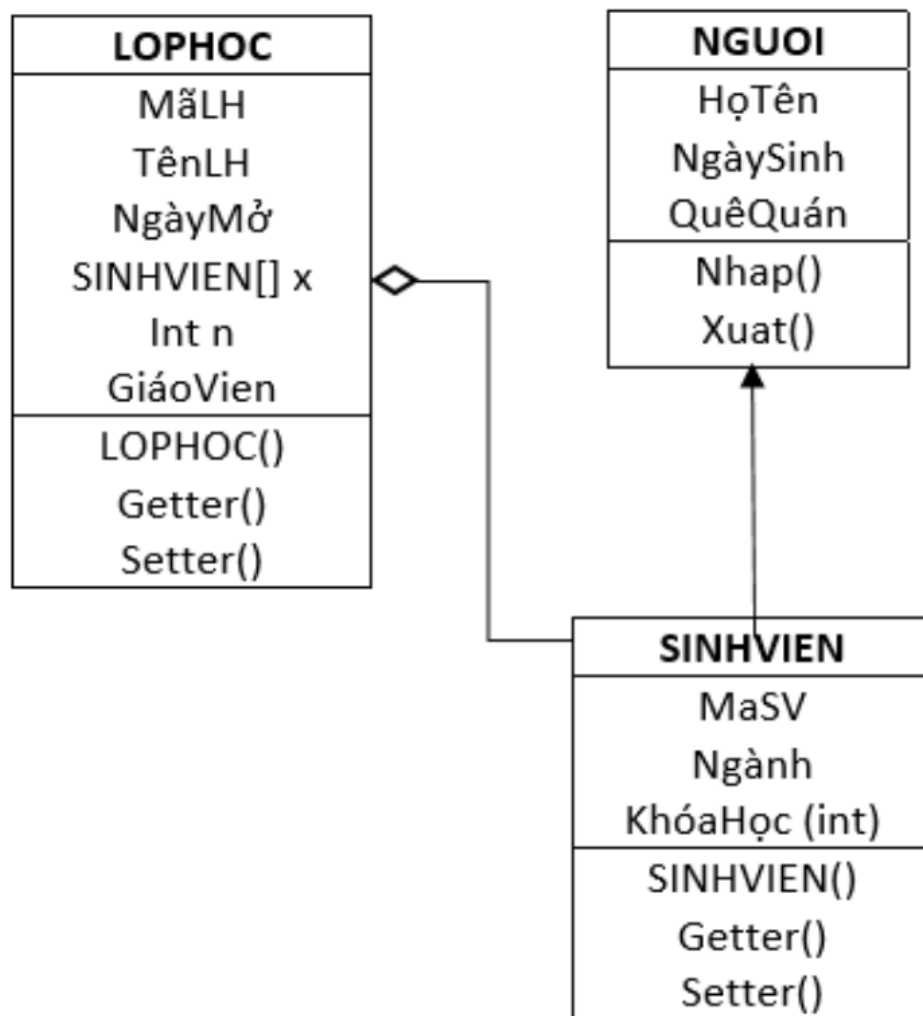 LOPHOC
MãLH
TênLH
NgàyMở
SINHVIEN[] x
Int n
GiáoVien
LOPHOC()
Getter()
Setter()
NGUOI
HọTên
NgàySinh
QuêQuán
Nhap()
Xuat()
SINHVIEN
MaSV
Ngành
KhóaHọc (int)
SINHVIEN()
Getter()
Setter()